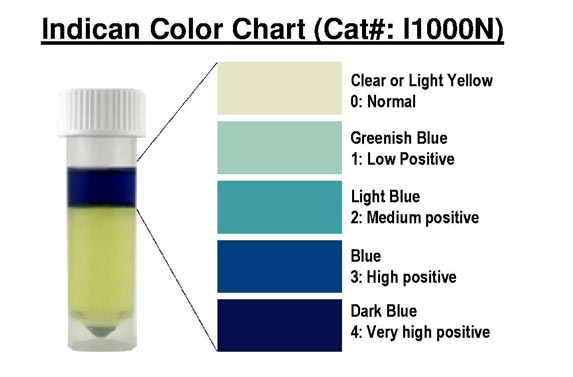 Indican Color Chart (Cat#: I1000N)
Clear or Light Yellow
0: Normal
Greenish Blue
1: Low Positive
Light Blue
2: Medium positive
Blue
3: High positive
Dark Blue
4: Very high positive